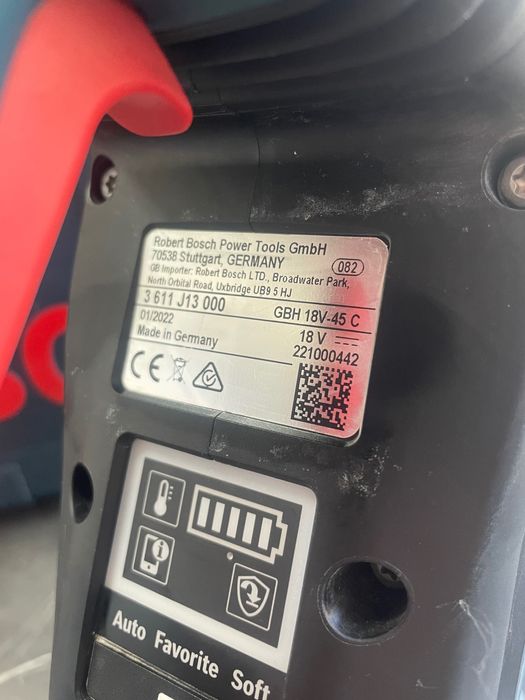 Robert Bosch Power Tools GmbH
70538 Stuttgart, GERMANY
082
GB Importer: Robert Bosch LTD., Broadwater Park,
North Orbital Road, Uxbridge UB9 5 HJ
3 611 J13 000
GBH 18V-45 C
01/2022
18 V
Made in Germany
221000442
CE
Auto Favorite Soft